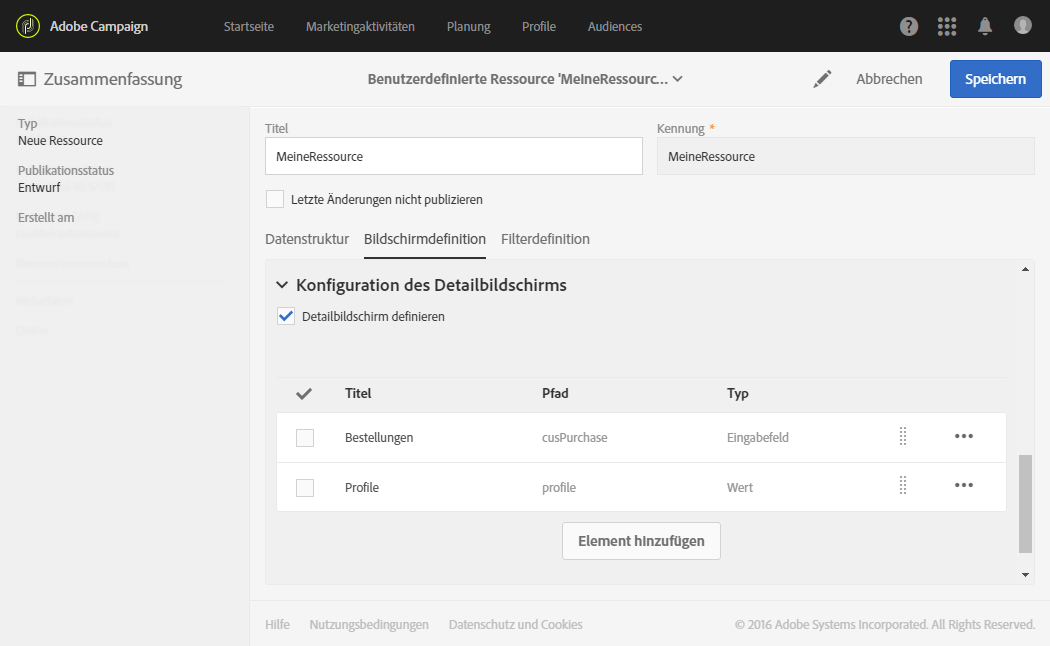 Adobe Campaign Startseite Marketingaktivitäten Planung Profile Audiences
Zusammenfassung
Benutzerdefinierte Ressource 'MeineRessourc...
Abbrechen
Speichern
Typ
Neue Ressource
Publikationsstatus
Entwurf
Erstellt am
Titel
MeineRessource
Kennung *
MeineRessource
Letzte Änderungen nicht publizieren
Datenstruktur Bildschirmdefinition Filterdefinition
Konfiguration des Detailbildschirms
Detailbildschirm definieren
Titel Pfad Typ
Bestellungen cusPurchase Eingabefeld
Profile profile Wert
Element hinzufügen
Hilfe Nutzungsbedingungen Datenschutz und Cookies © 2016 Adobe Systems Incorporated. All Rights Reserved.